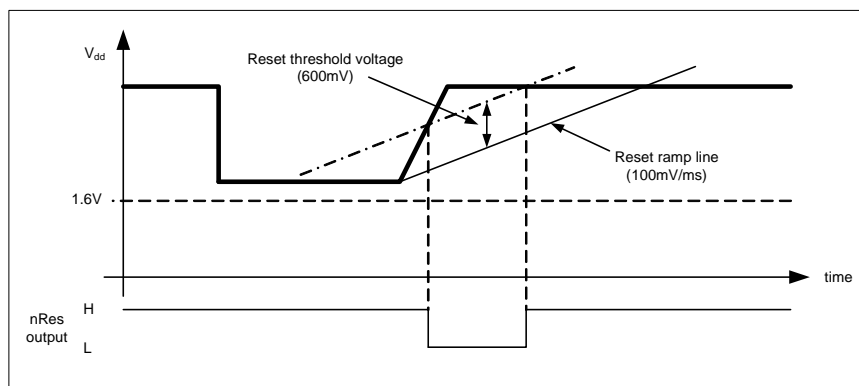 Vdd
Reset threshold voltage
(600mV)
Reset ramp line
(100mV/ms)
1.6V
time
H
nRes
output
L